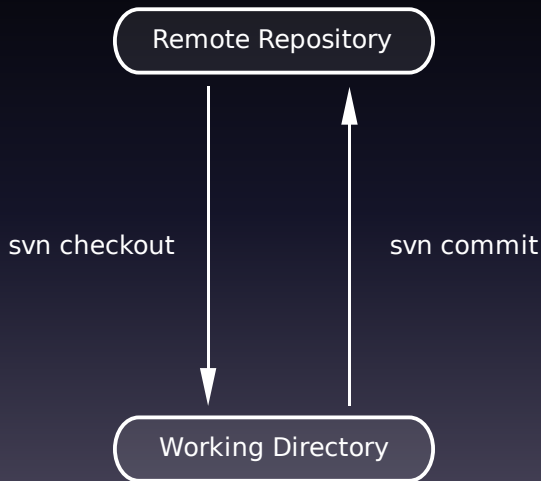 Remote Repository
svn checkout
svn commit
Working Directory